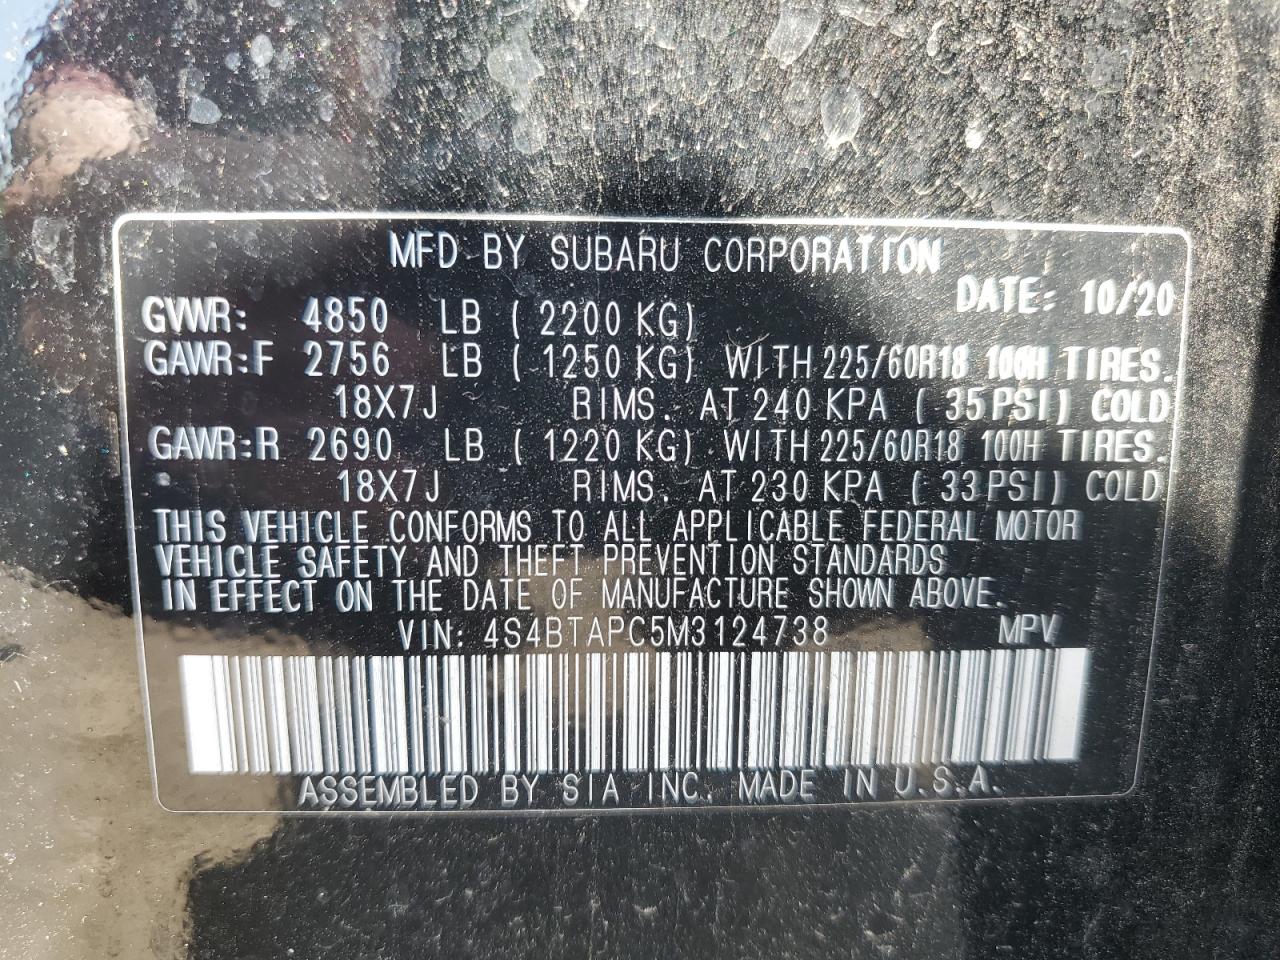 MFD BY SUBARU CORPORATION
DATE: 10/20
GVWR: 4850 LB ( 2200 KG)
GAWR:F 2756 LB ( 1250 KG) WITH 225/60R18 100H TIRES.
18X7J RIMS. AT 240 KPA ( 35 PSI) COLD
GAWR:R 2690 LB ( 1220 KG) WITH 225/60R18 100H TIRES.
18X7J RIMS. AT 230 KPA ( 33 PSI) COLD
THIS VEHICLE CONFORMS TO ALL APPLICABLE FEDERAL MOTOR
VEHICLE SAFETY AND THEFT PREVENTION STANDARDS
IN EFFECT ON THE DATE OF MANUFACTURE SHOWN ABOVE.
VIN: 4S4BTAPC5M3124738 MPV
ASSEMBLED BY SIA INC. MADE IN U.S.A.